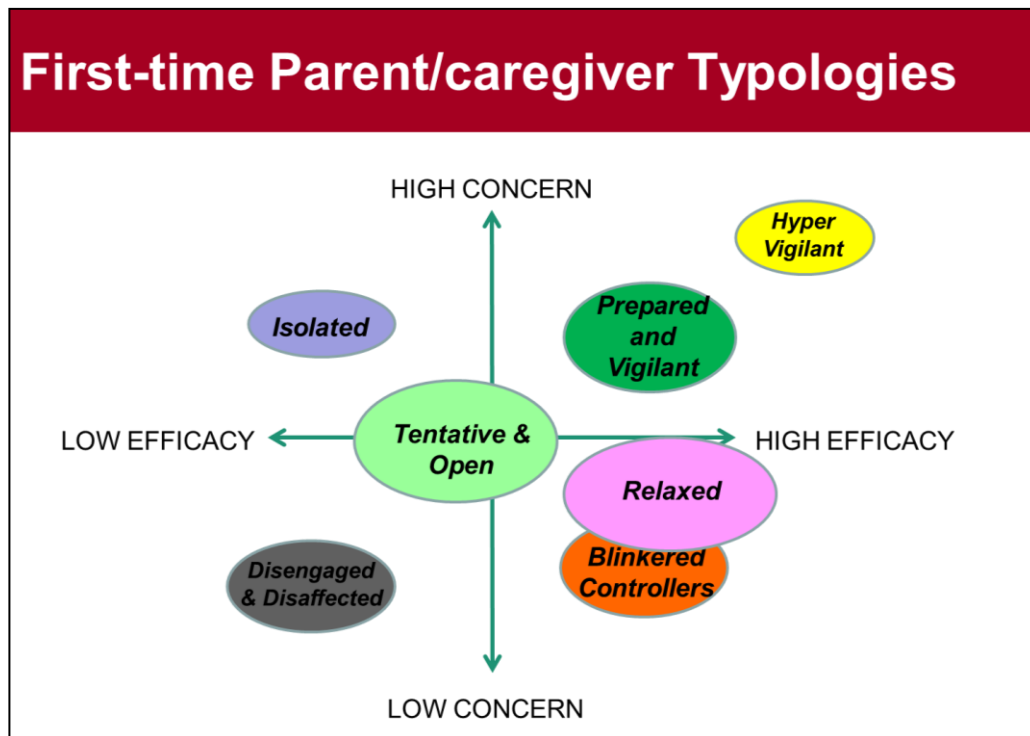 First-time Parent/caregiver Typologies
HIGH CONCERN
Hyper
Vigilant
Isolated
Prepared
and
Vigilant
LOW EFFICACY
Tentative &
Open
HIGH EFFICACY
Relaxed
Disengaged
& Disaffected
Blinkered
Controllers
LOW CONCERN